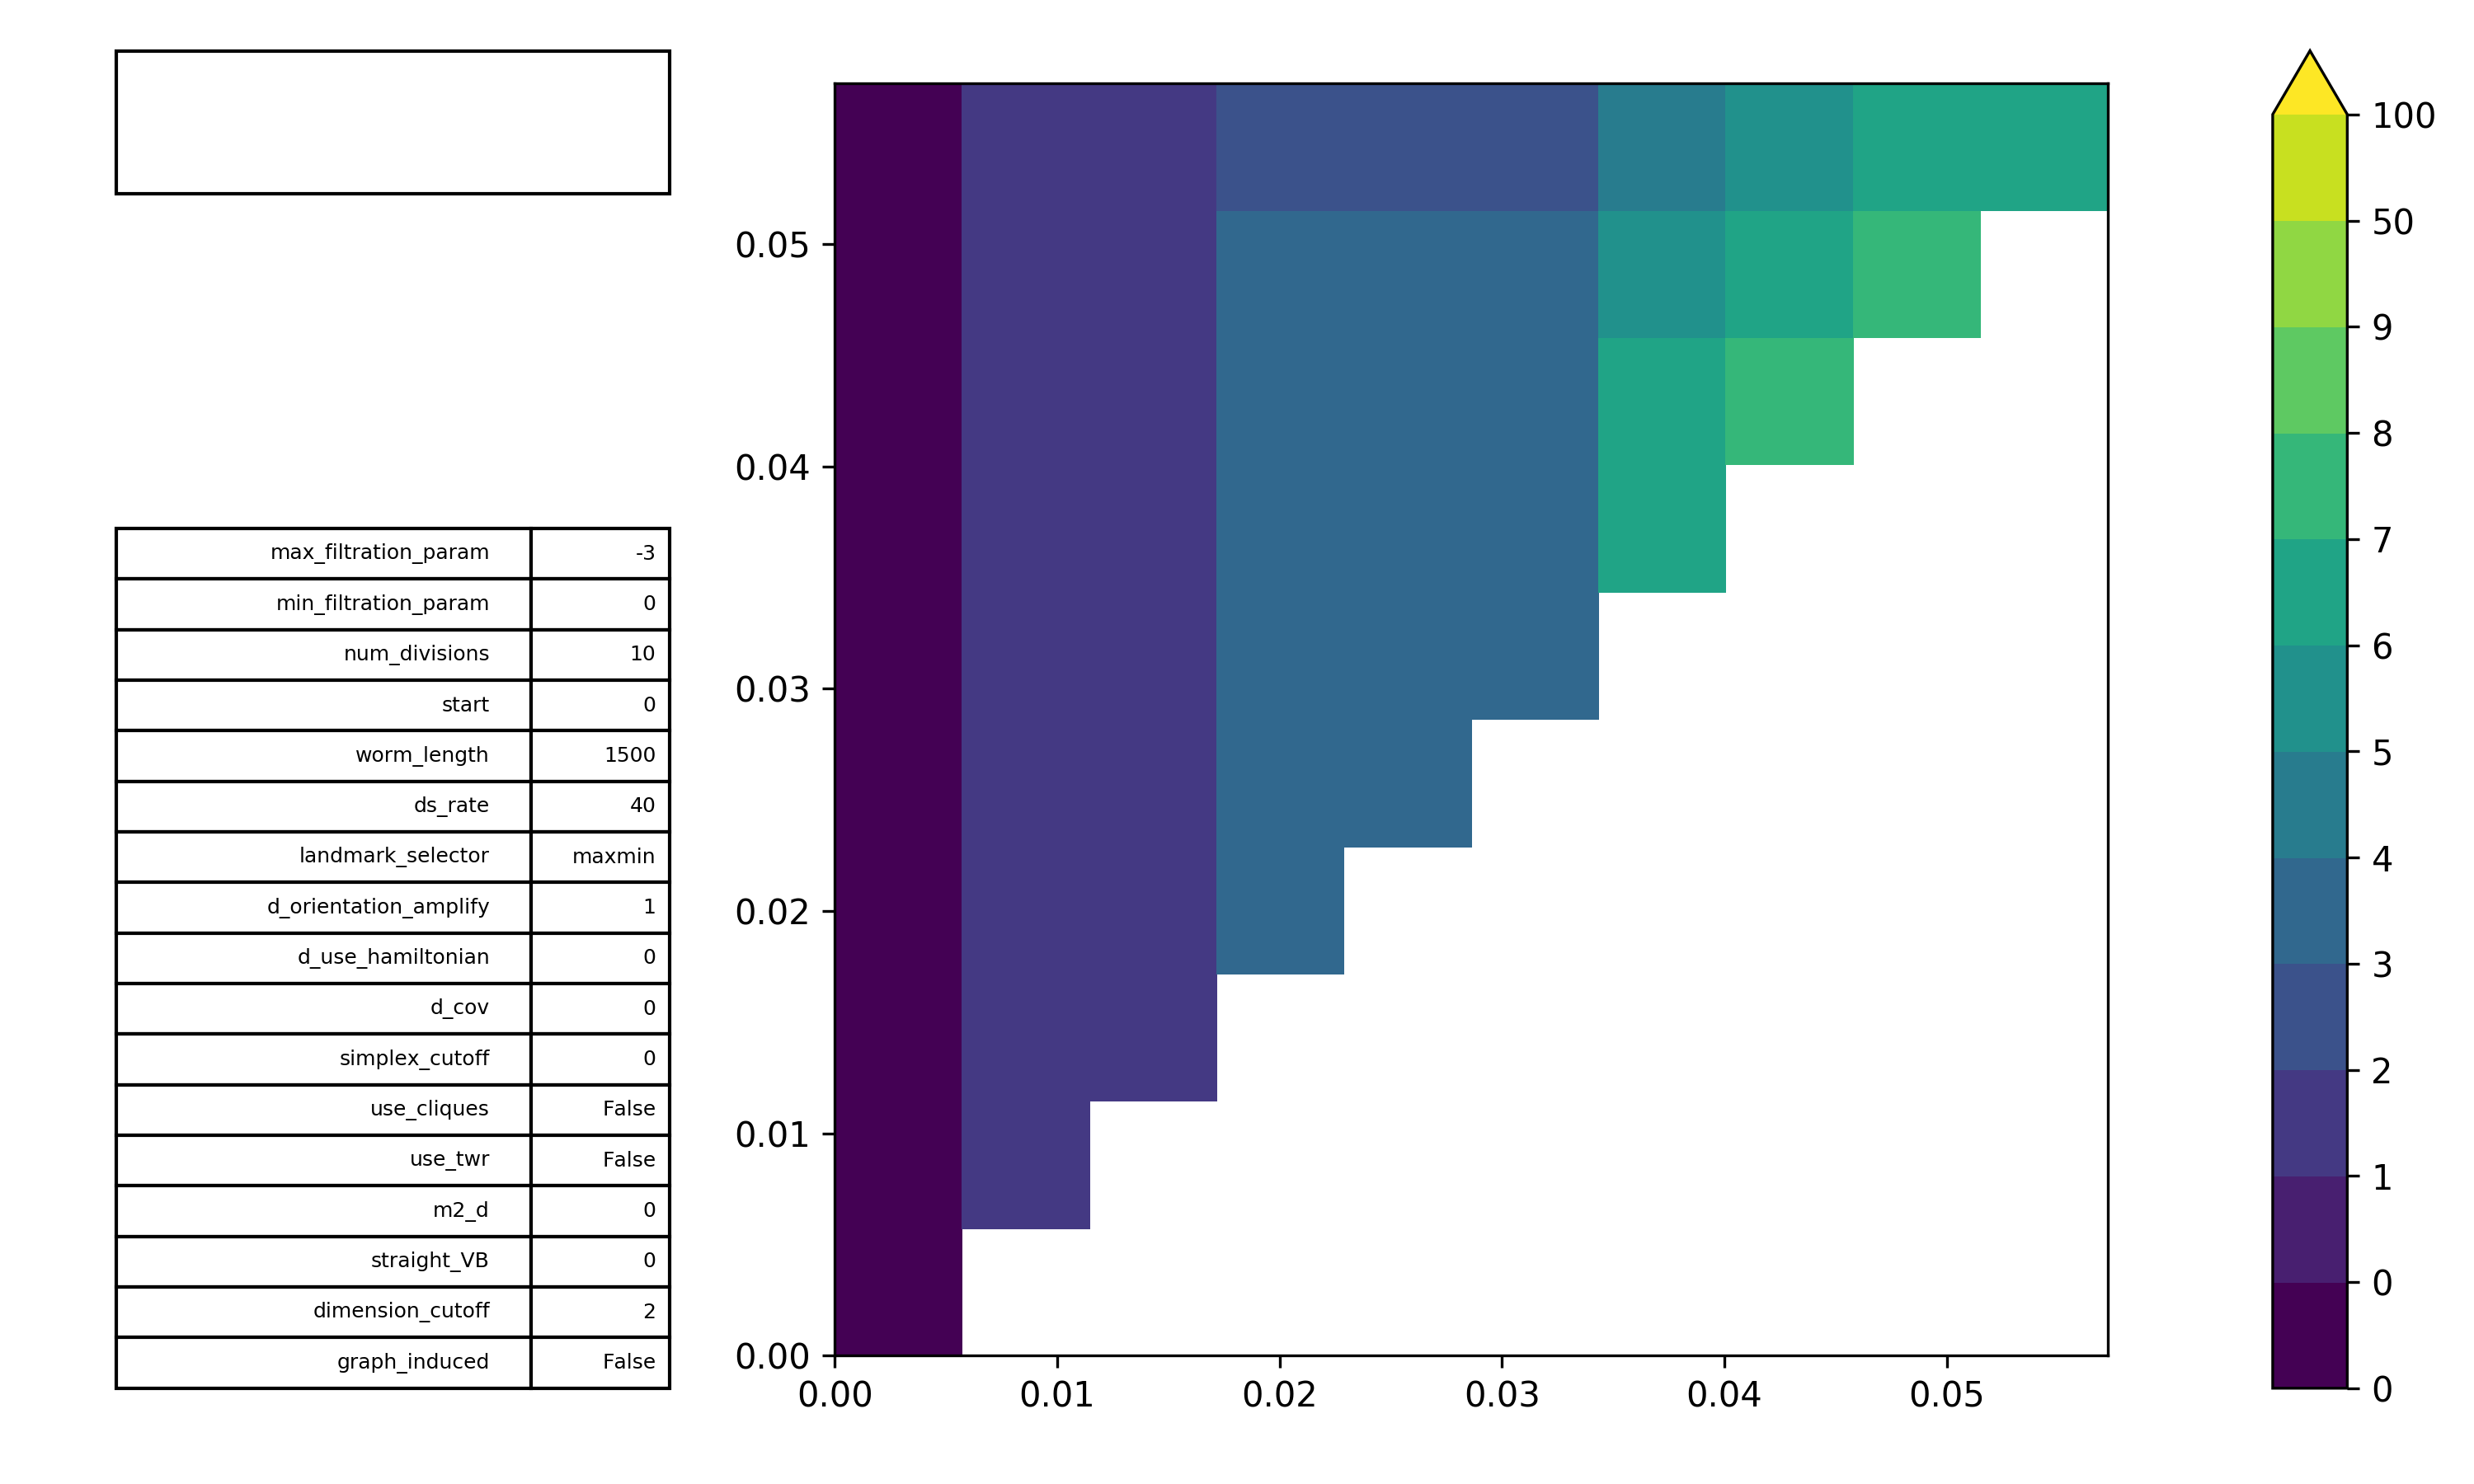 max_filtration_param -3
min_filtration_param 0
num_divisions 10
start 0
worm_length 1500
ds_rate 40
landmark_selector maxmin
d_orientation_amplify 1
d_use_hamiltonian 0
d_cov 0
simplex_cutoff 0
use_cliques False
use_twr False
m2_d 0
straight_VB 0
dimension_cutoff 2
graph_induced False
0.05
0.04
0.03
0.02
0.01
0.00
0.00 0.01 0.02 0.03 0.04 0.05
100
50
9
8
7
6
5
4
3
2
1
0
0